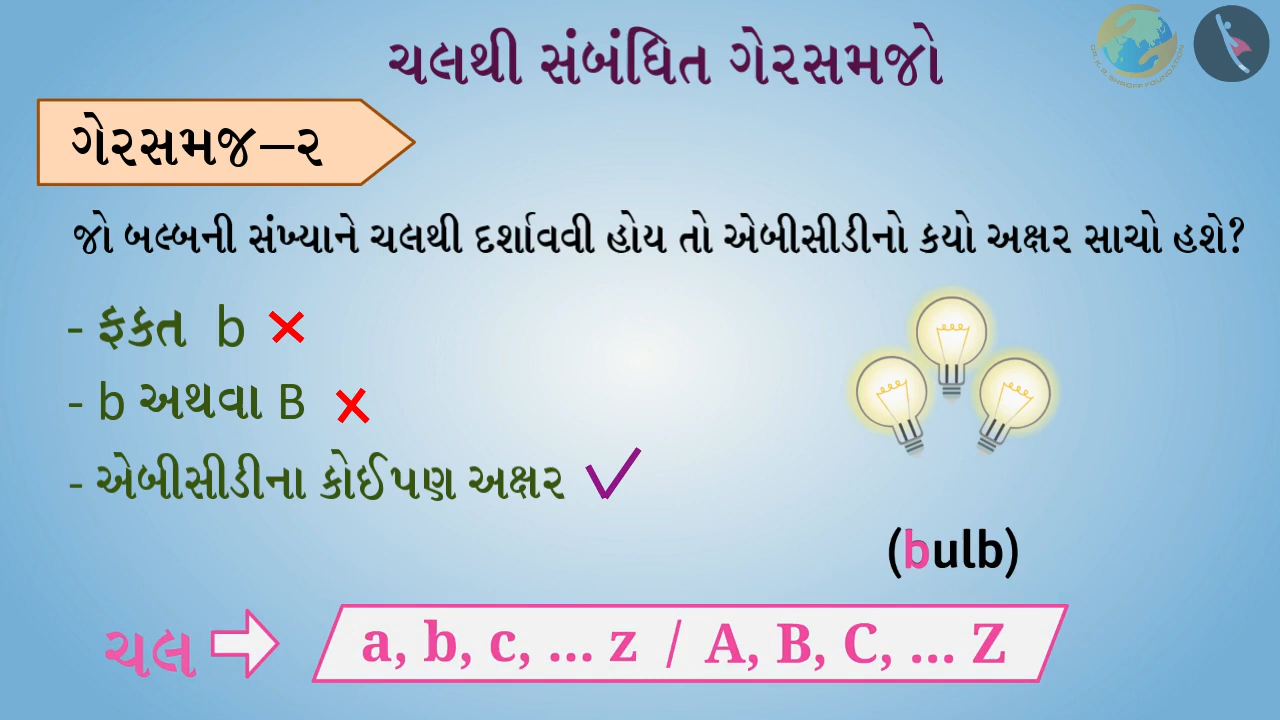 ચલથી સંબંધિત ગેરસમજો
ગેરસમજ–૨
જો બલ્બની સંખ્યાને ચલથી દર્શાવવી હોય તો એબીસીડીનો કયો અક્ષર સાચો હશે?
- ફકત b
- b અથવા B
- એબીસીડીના કોઈપણ અક્ષર
(bulb)
ચલ
a, b, c, ... z / A, B, C, ... Z